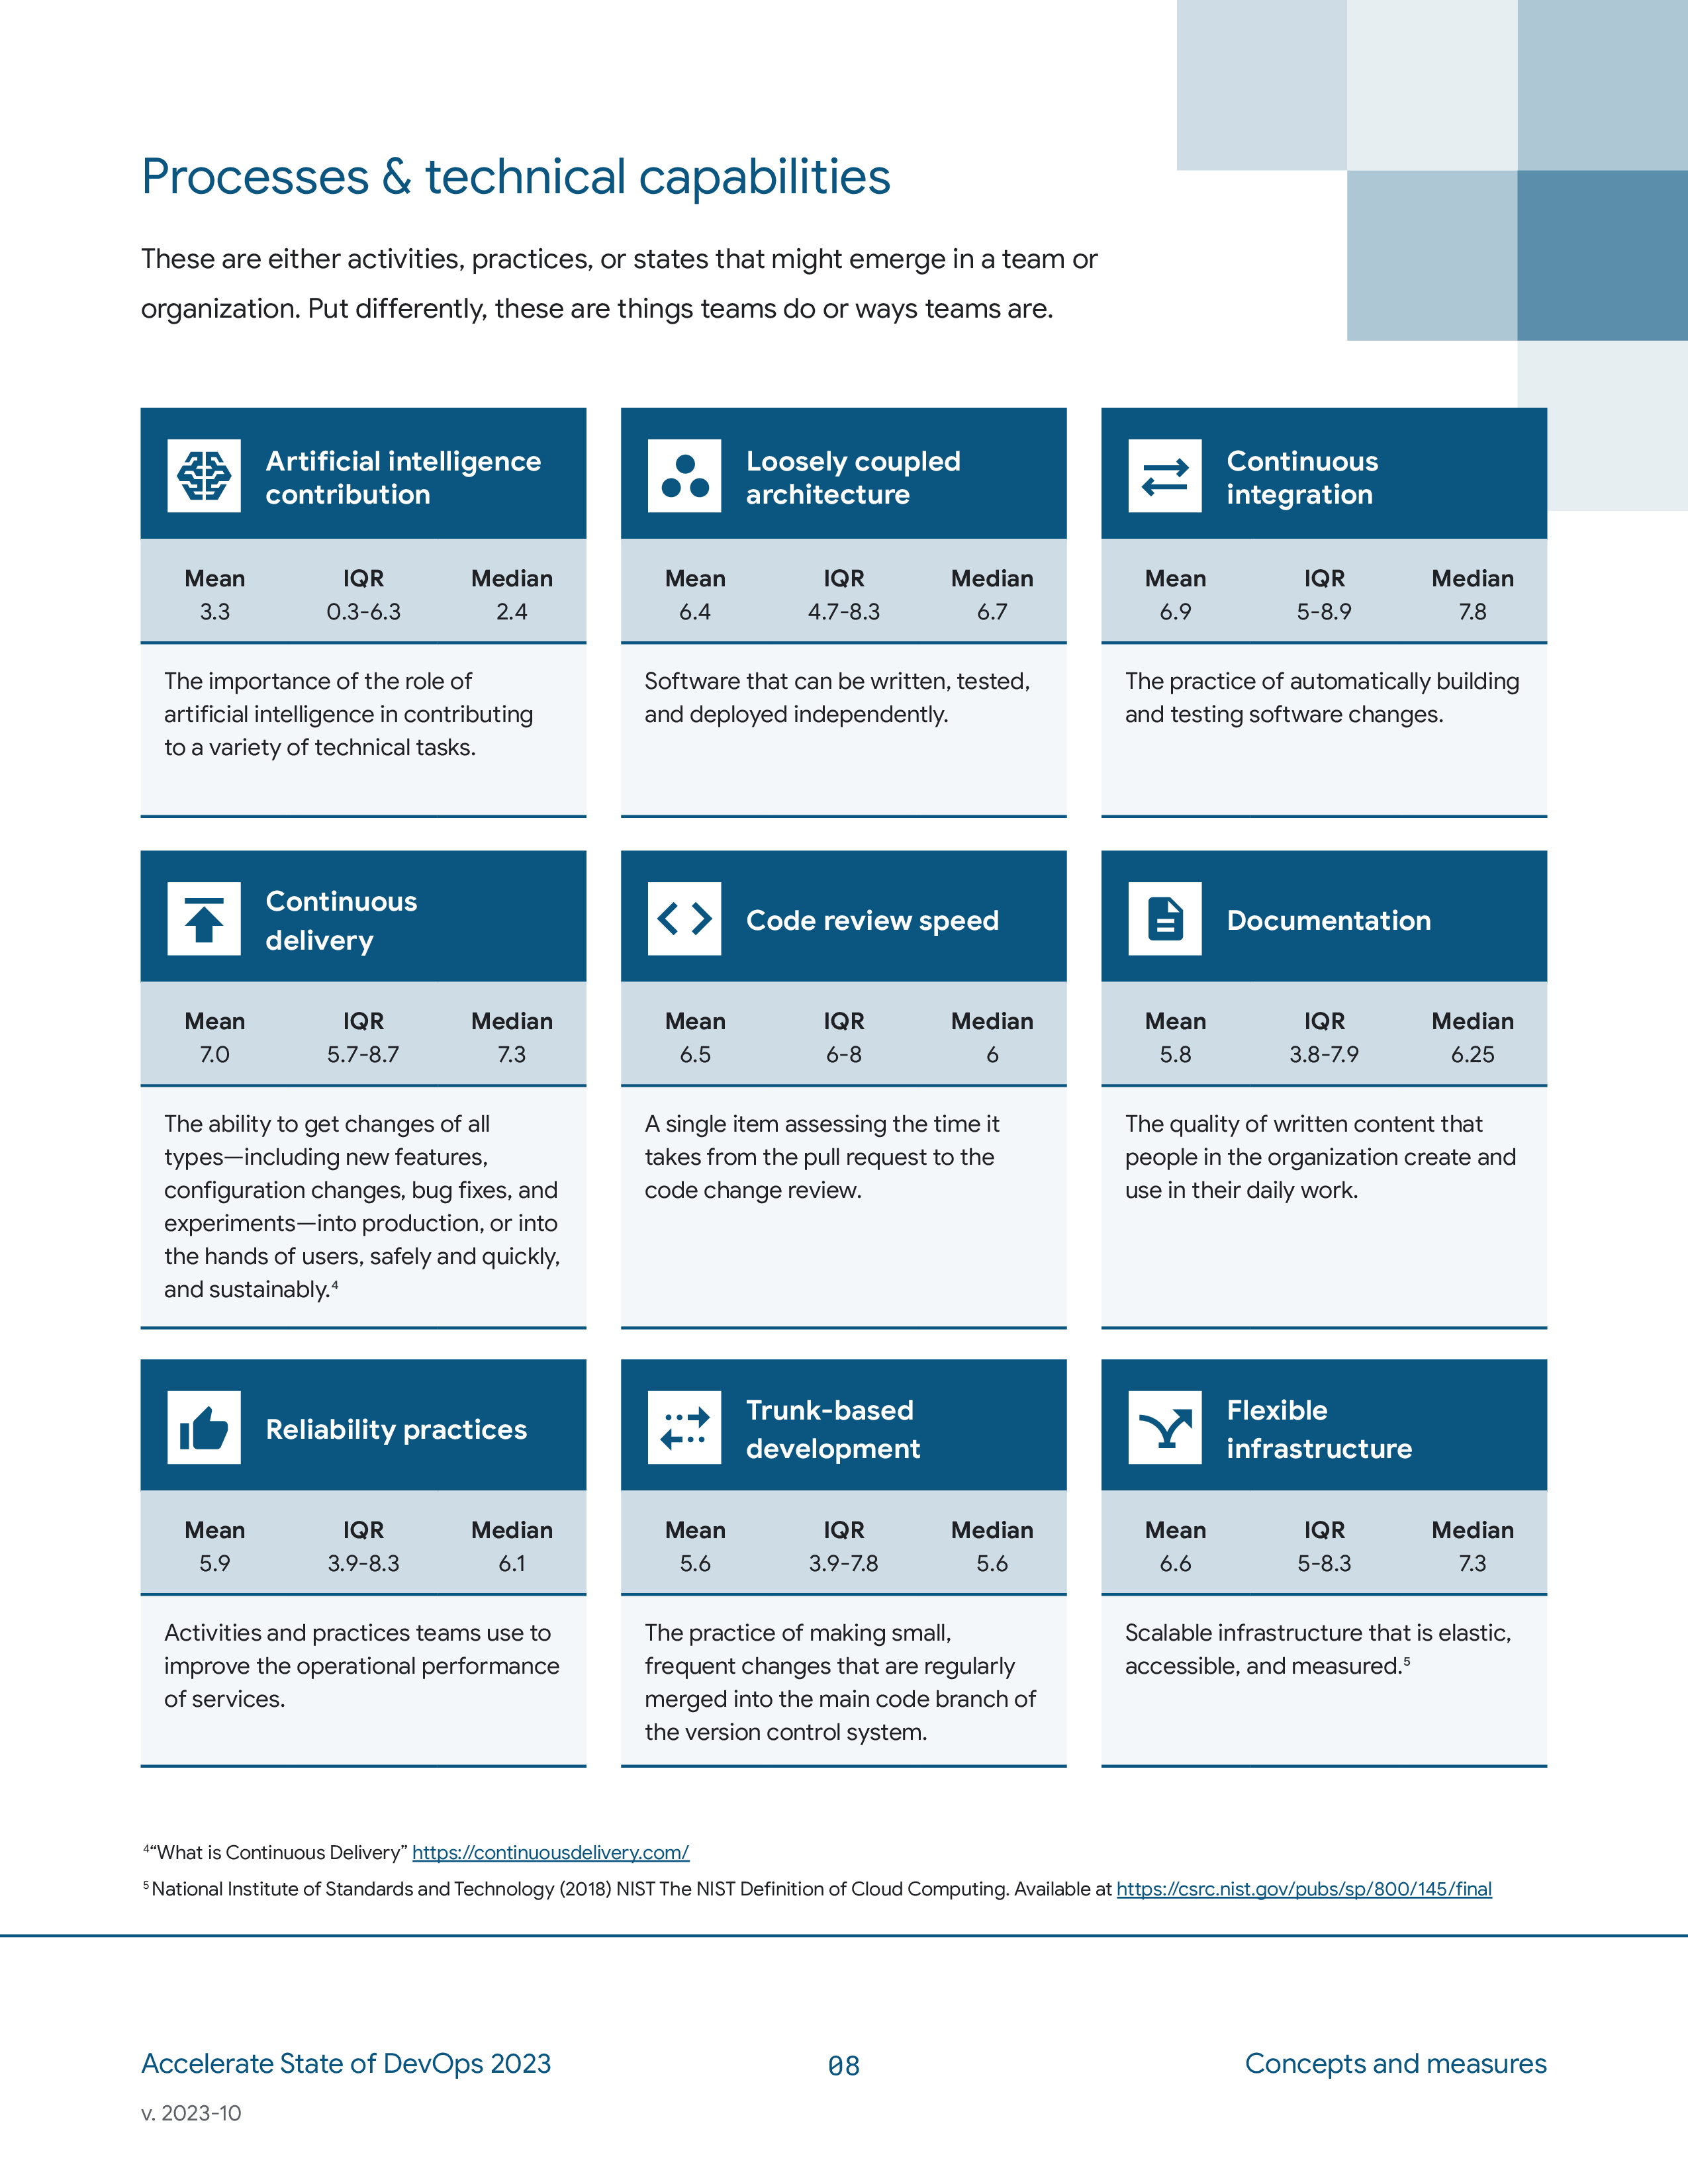 Processes & technical capabilities
These are either activities, practices, or states that might emerge in a team or
organization. Put differently, these are things teams do or ways teams are.
Artificial intelligence
contribution
Mean IQR Median
3.3 0.3-6.3 2.4
The importance of the role of
artificial intelligence in contributing
to a variety of technical tasks.
Loosely coupled
architecture
Mean IQR Median
6.4 4.7-8.3 6.7
Software that can be written, tested,
and deployed independently.
Continuous
integration
Mean IQR Median
6.9 5-8.9 7.8
The practice of automatically building
and testing software changes.
Continuous
delivery
Mean IQR Median
7.0 5.7-8.7 7.3
The ability to get changes of all
types—including new features,
configuration changes, bug fixes, and
experiments—into production, or into
the hands of users, safely and quickly,
and sustainably.⁴
Code review speed
Mean IQR Median
6.5 6-8 6
A single item assessing the time it
takes from the pull request to the
code change review.
Documentation
Mean IQR Median
5.8 3.8-7.9 6.25
The quality of written content that
people in the organization create and
use in their daily work.
Reliability practices
Mean IQR Median
5.9 3.9-8.3 6.1
Activities and practices teams use to
improve the operational performance
of services.
Trunk-based
development
Mean IQR Median
5.6 3.9-7.8 5.6
The practice of making small,
frequent changes that are regularly
merged into the main code branch of
the version control system.
Flexible
infrastructure
Mean IQR Median
6.6 5-8.3 7.3
Scalable infrastructure that is elastic,
accessible, and measured.⁵
⁴“What is Continuous Delivery” https://continuousdelivery.com/
⁵ National Institute of Standards and Technology (2018) NIST The NIST Definition of Cloud Computing. Available at https://csrc.nist.gov/pubs/sp/800/145/final
Accelerate State of DevOps 2023 08 Concepts and measures
v. 2023-10